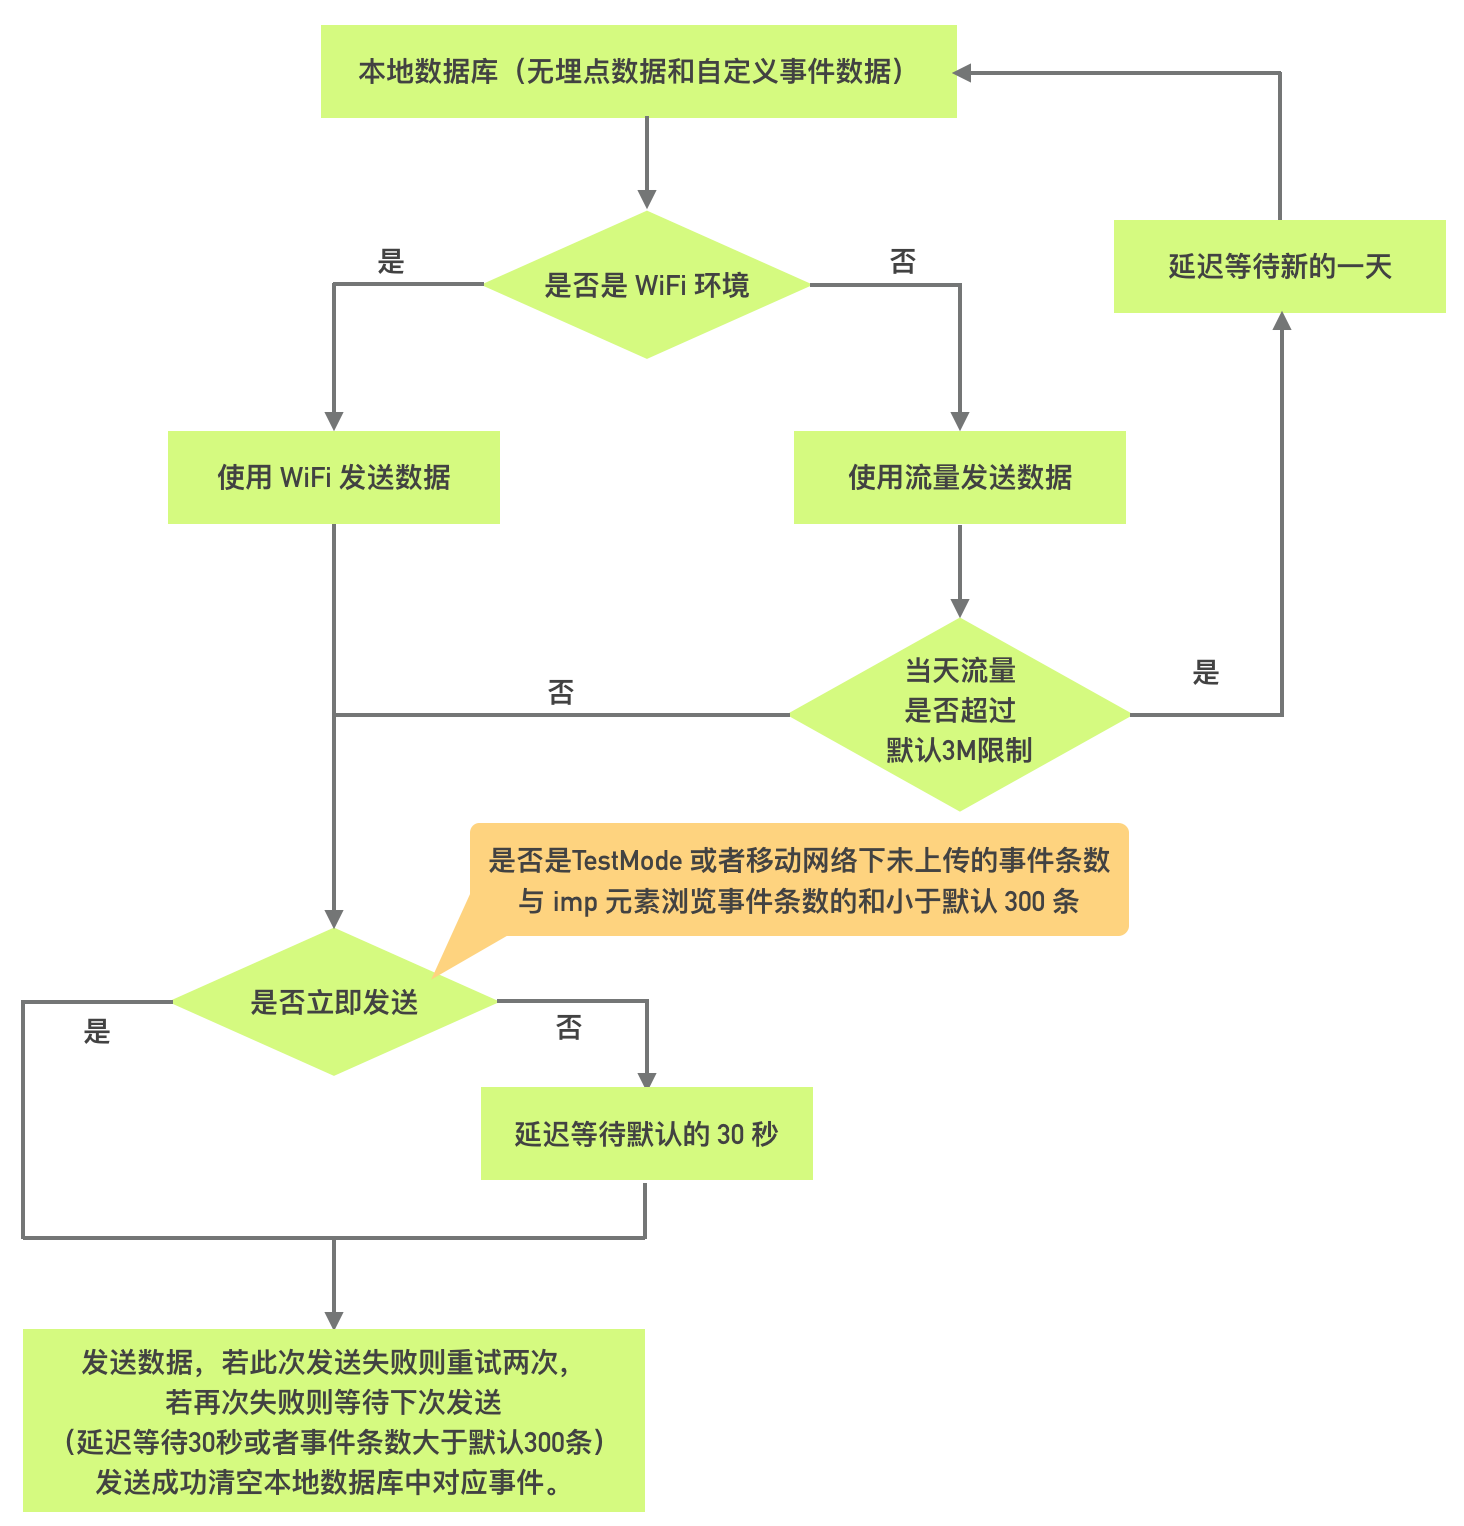 本地数据库（无埋点数据和自定义事件数据）
是否是 WiFi 环境
是
否
延迟等待新的一天
使用 WiFi 发送数据
使用流量发送数据
当天流量
是否超过
默认3M限制
否
是
是否是TestMode 或者移动网络下未上传的事件条数
与 imp 元素浏览事件条数的和小于默认 300 条
是否立即发送
是
否
延迟等待默认的 30 秒
发送数据，若此次发送失败则重试两次，
若再次失败则等待下次发送
（延迟等待30秒或者事件条数大于默认300条）
发送成功清空本地数据库中对应事件。